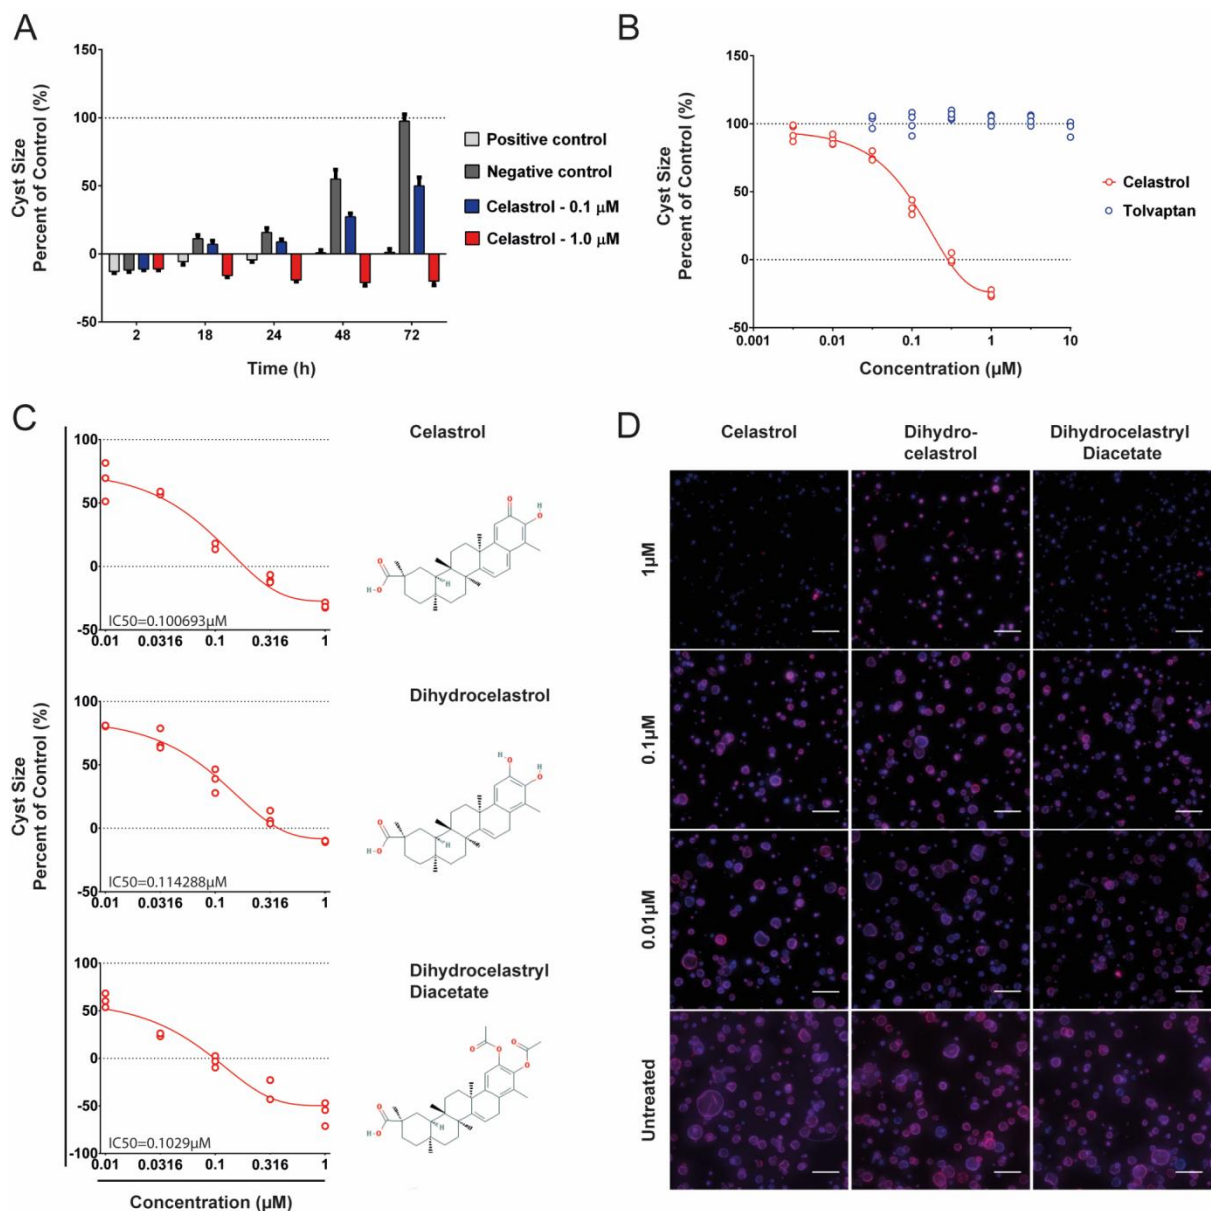 A
150
100
50
0
-50
Cyst Size
Percent of Control (%)
2
18
24
48
72
Time (h)
Positive control
Negative control
Celastrol - 0.1 µM
Celastrol - 1.0 µM
B
150
100
50
0
-50
Cyst Size
Percent of Control (%)
0.001
0.01
0.1
1
10
Concentration (µM)
Celastrol
Tolvaptan
C
Cyst Size
Percent of Control (%)
Celastrol
100
50
0
-50
IC50=0.100693µM
0.01
0.0316
0.1
0.316
1
O
H
O
O
H-O
H
Dihydrocelastrol
100
50
0
-50
IC50=0.114288µM
0.01
0.0316
0.1
0.316
1
H
O
H
O
O
H-O
H
Dihydrocelastryl
Diacetate
100
50
0
-50
-100
IC50=0.1029µM
0.01
0.0316
0.1
0.316
1
O
O
O
O
O
H-O
H
Concentration (µM)
D
Celastrol
Dihydro-
celastrol
Dihydrocelastryl
Diacetate
1µM
0.1µM
0.01µM
Untreated